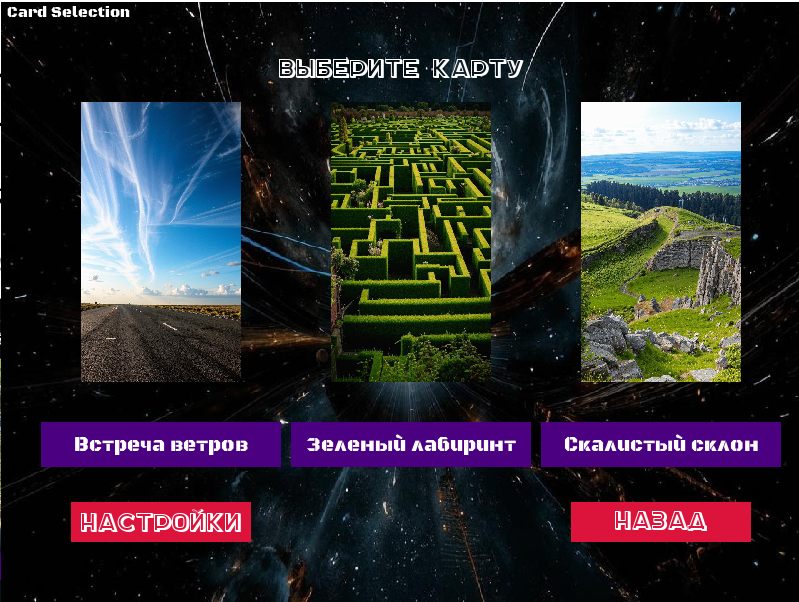 Card Selection
ВЫБЕРИТЕ КАРТУ
Встреча ветров
Зеленый лабиринт
Скалистый склон
НАСТРОЙКИ
НАЗАД